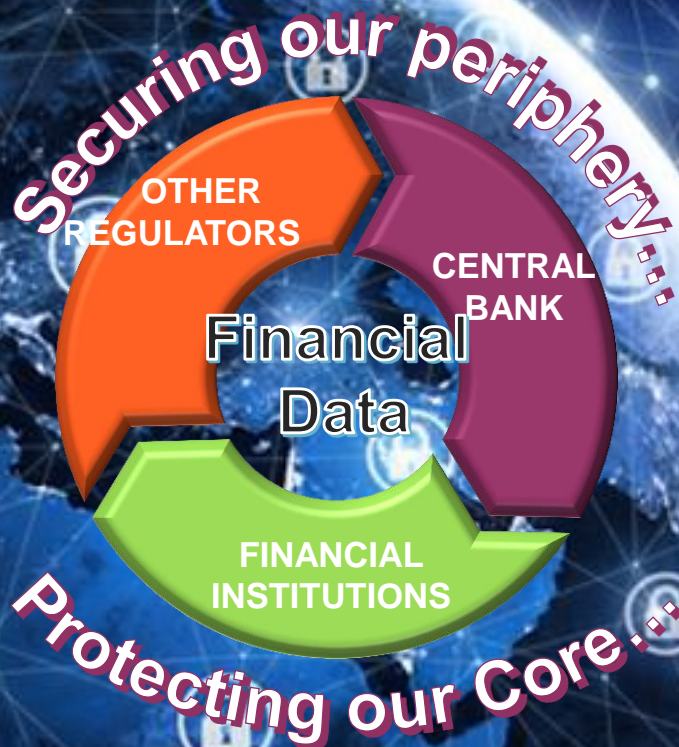 Securing our periphery...
OTHER
REGULATORS
CENTRAL
BANK
Financial
Data
FINANCIAL
INSTITUTIONS
Protecting our Core...